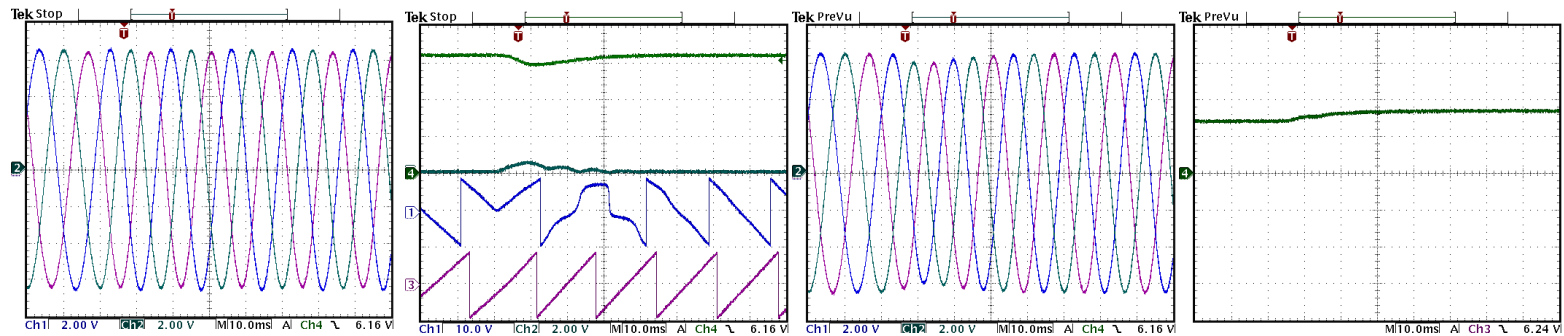 Tek Stop
T
T
2
Ch1 2.00 V Ch2 2.00 V M 10.0ms A Ch4 6.16 V
Tek Stop
T
T
4
1
3
Ch1 10.0 V Ch2 2.00 V M 10.0ms A Ch4 6.16 V
Tek PreVu
T
T
2
Ch1 2.00 V Ch2 2.00 V M 10.0ms A Ch4 6.16 V
Tek PreVu
T
T
4
M 10.0ms A Ch3 6.24 V